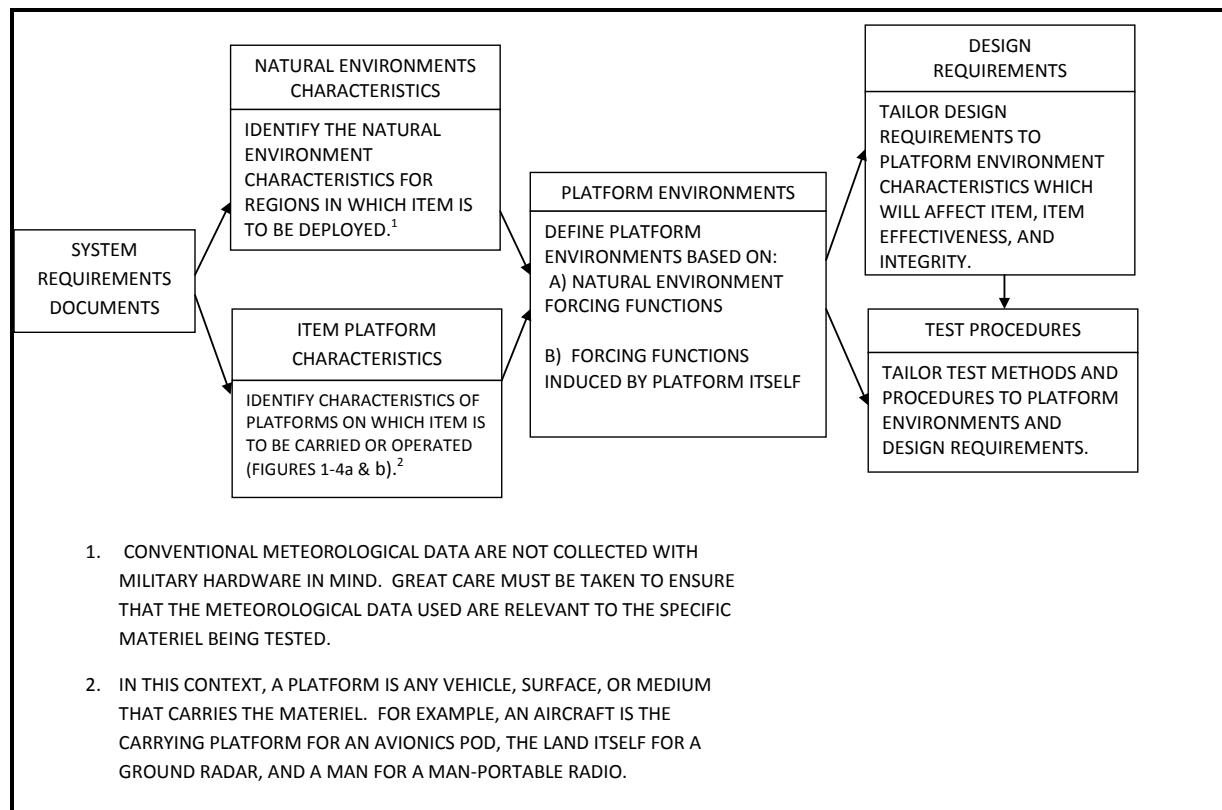 SYSTEM
REQUIREMENTS
DOCUMENTS
NATURAL ENVIRONMENTS
CHARACTERISTICS
IDENTIFY THE NATURAL
ENVIRONMENT
CHARACTERISTICS FOR
REGIONS IN WHICH ITEM IS
TO BE DEPLOYED.1
ITEM PLATFORM
CHARACTERISTICS
IDENTIFY CHARACTERISTICS OF
PLATFORMS ON WHICH ITEM IS
TO BE CARRIED OR OPERATED
(FIGURES 1-4a & b).2
PLATFORM ENVIRONMENTS
DEFINE PLATFORM
ENVIRONMENTS BASED ON:
A) NATURAL ENVIRONMENT
FORCING FUNCTIONS
B) FORCING FUNCTIONS
INDUCED BY PLATFORM ITSELF
DESIGN
REQUIREMENTS
TAILOR DESIGN
REQUIREMENTS TO
PLATFORM ENVIRONMENT
CHARACTERISTICS WHICH
WILL AFFECT ITEM, ITEM
EFFECTIVENESS, AND
INTEGRITY.
TEST PROCEDURES
TAILOR TEST METHODS AND
PROCEDURES TO PLATFORM
ENVIRONMENTS AND
DESIGN REQUIREMENTS.
1. CONVENTIONAL METEOROLOGICAL DATA ARE NOT COLLECTED WITH
MILITARY HARDWARE IN MIND. GREAT CARE MUST BE TAKEN TO ENSURE
THAT THE METEOROLOGICAL DATA USED ARE RELEVANT TO THE SPECIFIC
MATERIEL BEING TESTED.
2. IN THIS CONTEXT, A PLATFORM IS ANY VEHICLE, SURFACE, OR MEDIUM
THAT CARRIES THE MATERIEL. FOR EXAMPLE, AN AIRCRAFT IS THE
CARRYING PLATFORM FOR AN AVIONICS POD, THE LAND ITSELF FOR A
GROUND RADAR, AND A MAN FOR A MAN-PORTABLE RADIO.